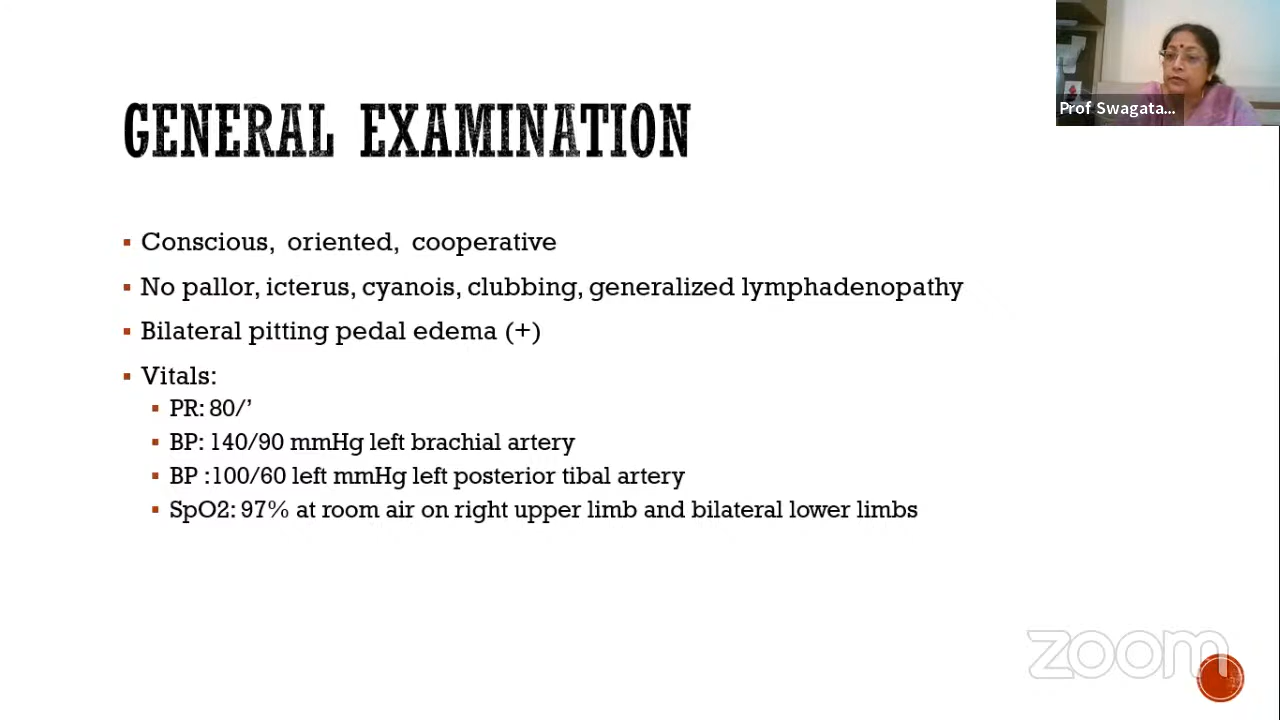 GENERAL EXAMINATION
Prof Swagata...
▪ Conscious, oriented, cooperative
▪ No pallor, icterus, cyanois, clubbing, generalized lymphadenopathy
▪ Bilateral pitting pedal edema (+)
▪ Vitals:
▪ PR: 80/’
▪ BP: 140/90 mmHg left brachial artery
▪ BP :100/60 left mmHg left posterior tibal artery
▪ SpO2: 97% at room air on right upper limb and bilateral lower limbs
zoom